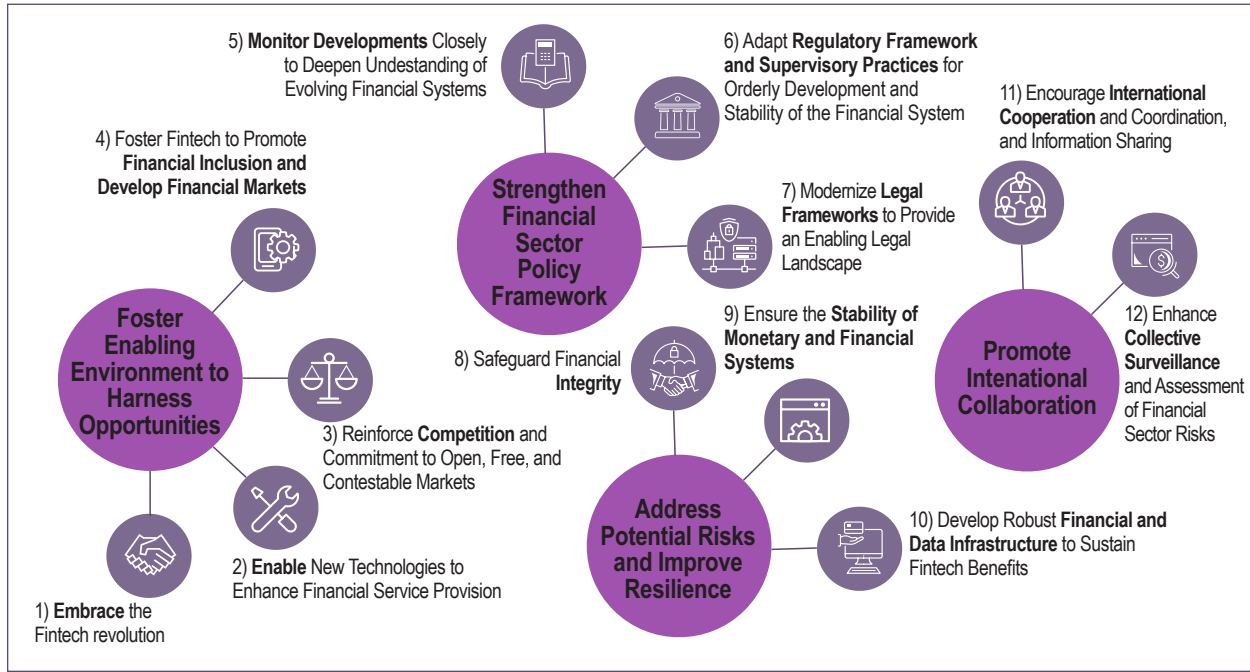 Foster
Enabling
Environment to
Harness
Opportunities
1) Embrace the
Fintech revolution
2) Enable New Technologies to
Enhance Financial Service Provision
3) Reinforce Competition and
Commitment to Open, Free, and
Contestable Markets
4) Foster Fintech to Promote
Financial Inclusion and
Develop Financial Markets
Strengthen
Financial
Sector
Policy
Framework
5) Monitor Developments Closely
to Deepen Undestanding of
Evolving Financial Systems
6) Adapt Regulatory Framework
and Supervisory Practices for
Orderly Development and
Stability of the Financial System
7) Modernize Legal
Frameworks to Provide
an Enabling Legal
Landscape
Address
Potential Risks
and Improve
Resilience
8) Safeguard Financial
Integrity
9) Ensure the Stability of
Monetary and Financial
Systems
10) Develop Robust Financial and
Data Infrastructure to Sustain
Fintech Benefits
Promote
Intenational
Collaboration
11) Encourage International
Cooperation and Coordination,
and Information Sharing
12) Enhance
Collective
Surveillance
and Assessment
of Financial
Sector Risks